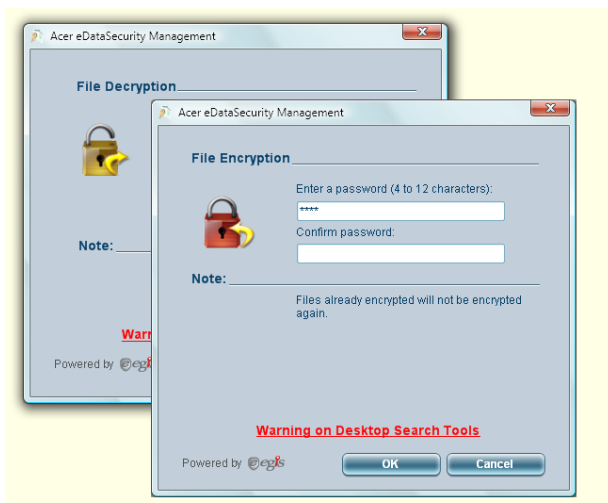 Acer eDataSecurity Management
File Decryption
Note:
Powered by egis
Acer eDataSecurity Management
File Encryption
Enter a password (4 to 12 characters):
****
Confirm password:
Note:
Files already encrypted will not be encrypted
again.
Warning on Desktop Search Tools
Powered by egis
OK
Cancel